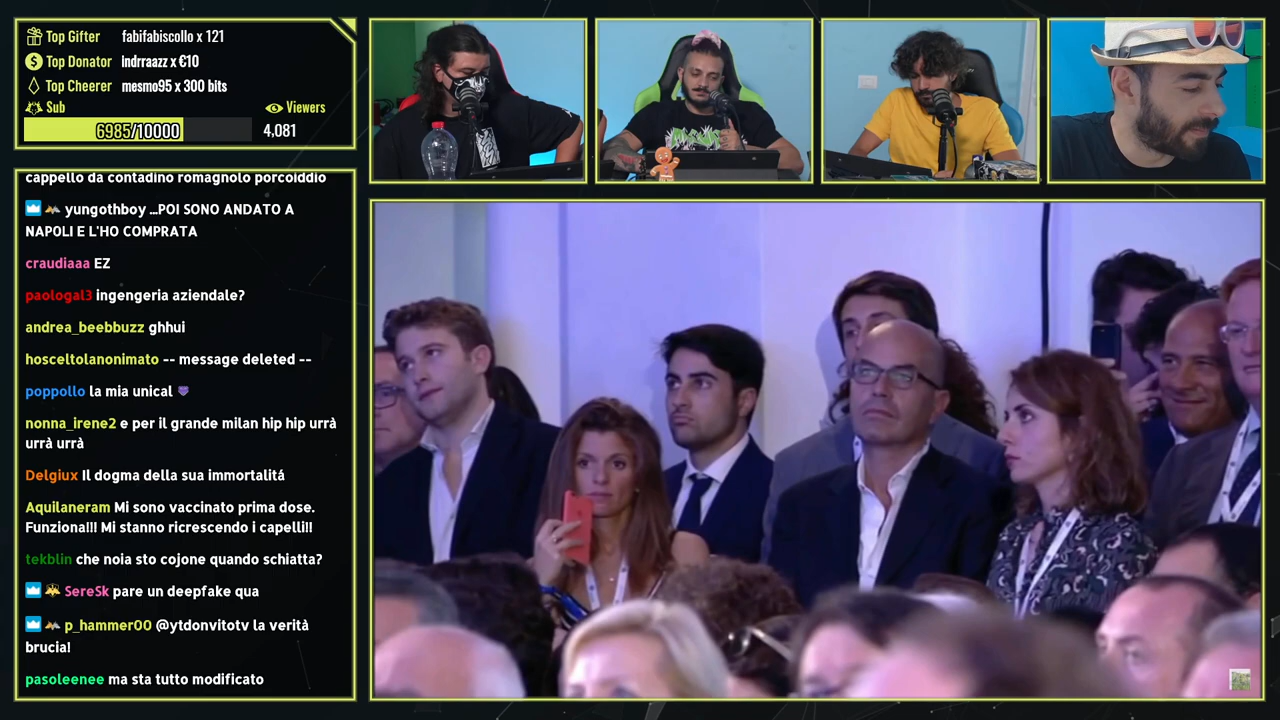 Top Gifter fabifabiscollo x 121
Top Donator indrraazz x €10
Top Cheerer mesmo95 x 300 bits
Sub Viewers
6985/10000 4,081
cappello da contadino romagnolo porcoiddio
yungothboy ...POI SONO ANDATO A
NAPOLI E L'HO COMPRATA
craudiaaa EZ
paologal3 ingengeria aziendale?
andrea_beebbuzz ghhui
hosceltolanonimato -- message deleted --
poppollo la mia unical
nonna_irene2 e per il grande milan hip hip urrà
urrà urrà
Delgiux Il dogma della sua immortalitá
Aquilaneram Mi sono vaccinato prima dose.
Funziona!!! Mi stanno ricrescendo i capelli!!
tekblin che noia sto cojone quando schiatta?
SereSk pare un deepfake qua
p_hammer00 @ytdonvitotv la verità
brucia!
pasoleenee ma sta tutto modificato